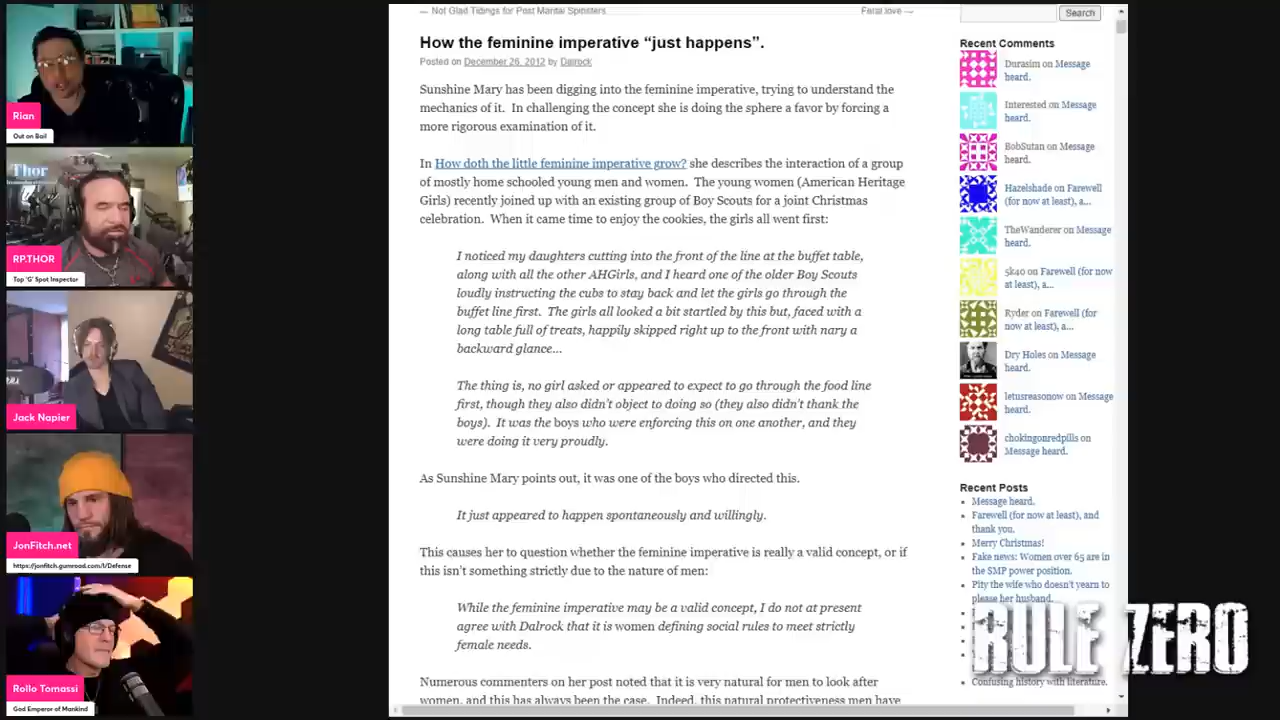 ← Not Glad Tidings for Post Marital Spinsters
Feral love →
How the feminine imperative “just happens”.
Posted on December 26, 2012 by Dalrock
Sunshine Mary has been digging into the feminine imperative, trying to understand the
mechanics of it.  In challenging the concept she is doing the sphere a favor by forcing a
more rigorous examination of it.
In How doth the little feminine imperative grow? she describes the interaction of a group
of mostly home schooled young men and women.  The young women (American Heritage
Girls) recently joined up with an existing group of Boy Scouts for a joint Christmas
celebration.  When it came time to enjoy the cookies, the girls all went first:
I noticed my daughters cutting into the front of the line at the buffet table,
along with all the other AHGirls, and I heard one of the older Boy Scouts
loudly instructing the cubs to stay back and let the girls go through the
buffet line first.  The girls all looked a bit startled by this but, faced with a
long table full of treats, happily skipped right up to the front with nary a
backward glance…
The thing is, no girl asked or appeared to expect to go through the food line
first, though they also didn’t object to doing so (they also didn’t thank the
boys).  It was the boys who were enforcing this on one another, and they
were doing it very proudly.
As Sunshine Mary points out, it was one of the boys who directed this.
It just appeared to happen spontaneously and willingly.
This causes her to question whether the feminine imperative is really a valid concept, or if
this isn’t something strictly due to the nature of men:
While the feminine imperative may be a valid concept, I do not at present
agree with Dalrock that it is women defining social rules to meet strictly
female needs.
Numerous commenters on her post noted that it is very natural for men to look after
women, and this has always been the case.  Indeed, this natural protectiveness men have
Search
Recent Comments
Durasim on Message
heard.
Interested on Message
heard.
BobSutan on Message
heard.
Hazelshade on Farewell
(for now at least), a…
TheWanderer on Message
heard.
5k40 on Farewell (for now
at least), a…
Ryder on Farewell (for
now at least), a…
Dry Holes on Message
heard.
letusreasonow on Message
heard.
chokingonredpills on
Message heard.
Recent Posts
Message heard.
Farewell (for now at least), and
thank you.
Merry Christmas!
Fake news: Women over 65 are in
the SMP power position.
Pity the wife who doesn’t yearn to
please her husband.
Confusing history with literature.
RULE ZERO
Rian
Out on Bail
Thor
RP.THOR
Top 'G' Spot Inspector
Jack Napier
JonFitch.net
https://jonfitch.gumroad.com/l/Defense
Rollo Tomassi
God Emperor of Mankind